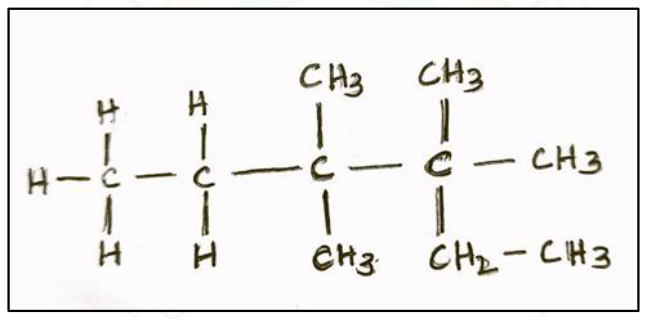 CH3 CH3
H H
H – C – C – C – C – CH3
H H CH3 CH2 – CH3